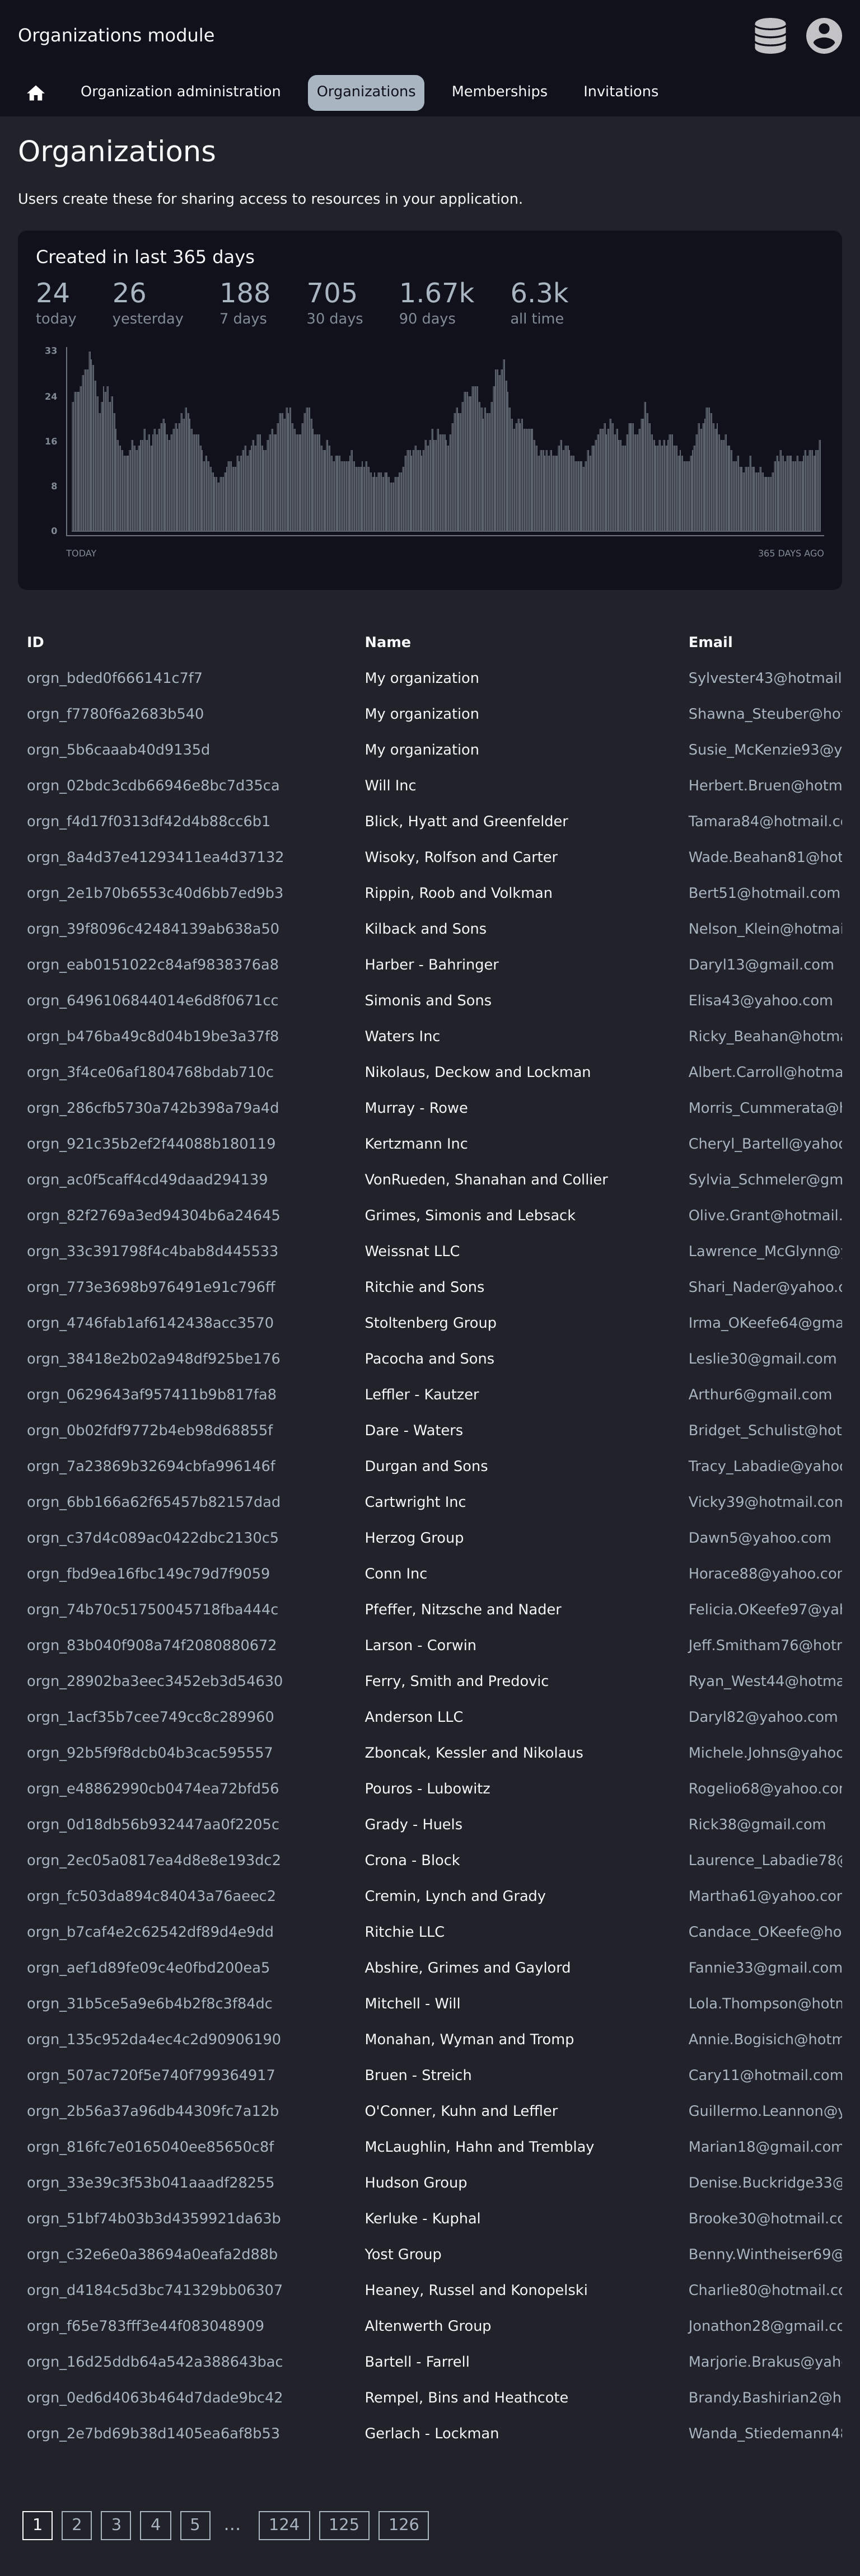 Organizations module
Organization administration Organizations Memberships Invitations
Organizations
Users create these for sharing access to resources in your application.
Created in last 365 days
24 26 188 705 1.67k 6.3k
today yesterday 7 days 30 days 90 days all time
33
24
16
8
0
TODAY 365 DAYS AGO
ID Name Email
orgn_bded0f666141c7f7 My organization Sylvester43@hotmail
orgn_f7780f6a2683b540 My organization Shawna_Steuber@ho
orgn_5b6caaab40d9135d My organization Susie_McKenzie93@y
orgn_02bdc3cdb66946e8bc7d35ca Will Inc Herbert.Bruen@hotm
orgn_f4d17f0313df42d4b88cc6b1 Blick, Hyatt and Greenfelder Tamara84@hotmail.c
orgn_8a4d37e41293411ea4d37132 Wisoky, Rolfson and Carter Wade.Beahan81@hot
orgn_2e1b70b6553c40d6bb7ed9b3 Rippin, Roob and Volkman Bert51@hotmail.com
orgn_39f8096c42484139ab638a50 Kilback and Sons Nelson_Klein@hotmai
orgn_eab0151022c84af9838376a8 Harber - Bahringer Daryl13@gmail.com
orgn_6496106844014e6d8f0671cc Simonis and Sons Elisa43@yahoo.com
orgn_b476ba49c8d04b19be3a37f8 Waters Inc Ricky_Beahan@hotma
orgn_3f4ce06af1804768bdab710c Nikolaus, Deckow and Lockman Albert.Carroll@hotma
orgn_286cfb5730a742b398a79a4d Murray - Rowe Morris_Cummerata@h
orgn_921c35b2ef2f44088b180119 Kertzmann Inc Cheryl_Bartell@yahoo
orgn_ac0f5caff4cd49daad294139 VonRueden, Shanahan and Collier Sylvia_Schmeler@gm
orgn_82f2769a3ed94304b6a24645 Grimes, Simonis and Lebsack Olive.Grant@hotmail.
orgn_33c391798f4c4bab8d445533 Weissnat LLC Lawrence_McGlynn@
orgn_773e3698b976491e91c796ff Ritchie and Sons Shari_Nader@yahoo.c
orgn_4746fab1af6142438acc3570 Stoltenberg Group Irma_OKeefe64@gma
orgn_38418e2b02a948df925be176 Pacocha and Sons Leslie30@gmail.com
orgn_0629643af957411b9b817fa8 Leffler - Kautzer Arthur6@gmail.com
orgn_0b02fdf9772b4eb98d68855f Dare - Waters Bridget_Schulist@hot
orgn_7a23869b32694cbfa996146f Durgan and Sons Tracy_Labadie@yahoo
orgn_6bb166a62f65457b82157dad Cartwright Inc Vicky39@hotmail.com
orgn_c37d4c089ac0422dbc2130c5 Herzog Group Dawn5@yahoo.com
orgn_fbd9ea16fbc149c79d7f9059 Conn Inc Horace88@yahoo.com
orgn_74b70c51750045718fba444c Pfeffer, Nitzsche and Nader Felicia.OKeefe97@yah
orgn_83b040f908a74f2080880672 Larson - Corwin Jeff.Smitham76@hotm
orgn_28902ba3eec3452eb3d54630 Ferry, Smith and Predovic Ryan_West44@hotma
orgn_1acf35b7cee749cc8c289960 Anderson LLC Daryl82@yahoo.com
orgn_92b5f9f8dcb04b3cac595557 Zboncak, Kessler and Nikolaus Michele.Johns@yahoo
orgn_e48862990cb0474ea72bfd56 Pouros - Lubowitz Rogelio68@yahoo.com
orgn_0d18db56b932447aa0f2205c Grady - Huels Rick38@gmail.com
orgn_2ec05a0817ea4d8e8e193dc2 Crona - Block Laurence_Labadie78@
orgn_fc503da894c84043a76aeec2 Cremin, Lynch and Grady Martha61@yahoo.com
orgn_b7caf4e2c62542df89d4e9dd Ritchie LLC Candace_OKeefe@ho
orgn_aef1d89fe09c4e0fbd200ea5 Abshire, Grimes and Gaylord Fannie33@gmail.com
orgn_31b5ce5a9e6b4b2f8c3f84dc Mitchell - Will Lola.Thompson@hotm
orgn_135c952da4ec4c2d90906190 Monahan, Wyman and Tromp Annie.Bogisich@hotm
orgn_507ac720f5e740f799364917 Bruen - Streich Cary11@hotmail.com
orgn_2b56a37a96db44309fc7a12b O'Conner, Kuhn and Leffler Guillermo.Leannon@y
orgn_816fc7e0165040ee85650c8f McLaughlin, Hahn and Tremblay Marian18@gmail.com
orgn_33e39c3f53b041aaadf28255 Hudson Group Denise.Buckridge33@
orgn_51bf74b03b3d4359921da63b Kerluke - Kuphal Brooke30@hotmail.co
orgn_c32e6e0a38694a0eafa2d88b Yost Group Benny.Wintheiser69@
orgn_d4184c5d3bc741329bb06307 Heaney, Russel and Konopelski Charlie80@hotmail.co
orgn_f65e783fff3e44f083048909 Altenwerth Group Jonathon28@gmail.co
orgn_16d25ddb64a542a388643bac Bartell - Farrell Marjorie.Brakus@yah
orgn_0ed6d4063b464d7dade9bc42 Rempel, Bins and Heathcote Brandy.Bashirian2@h
orgn_2e7bd69b38d1405ea6af8b53 Gerlach - Lockman Wanda_Stiedemann48
1 2 3 4 5 … 124 125 126